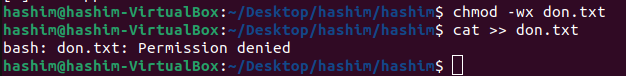 hashim@hashim-VirtualBox:~/Desktop/hashim/hashim$ chmod -wx don.txt
hashim@hashim-VirtualBox:~/Desktop/hashim/hashim$ cat >> don.txt
bash: don.txt: Permission denied
hashim@hashim-VirtualBox:~/Desktop/hashim/hashim$